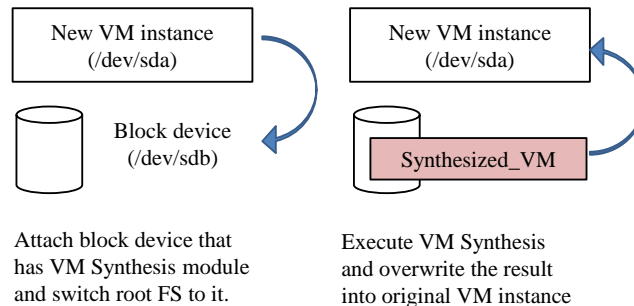 New VM instance
(/dev/sda)
Block device
(/dev/sdb)
Attach block device that
has VM Synthesis module
and switch root FS to it.
New VM instance
(/dev/sda)
Synthesized_VM
Execute VM Synthesis
and overwrite the result
into original VM instance